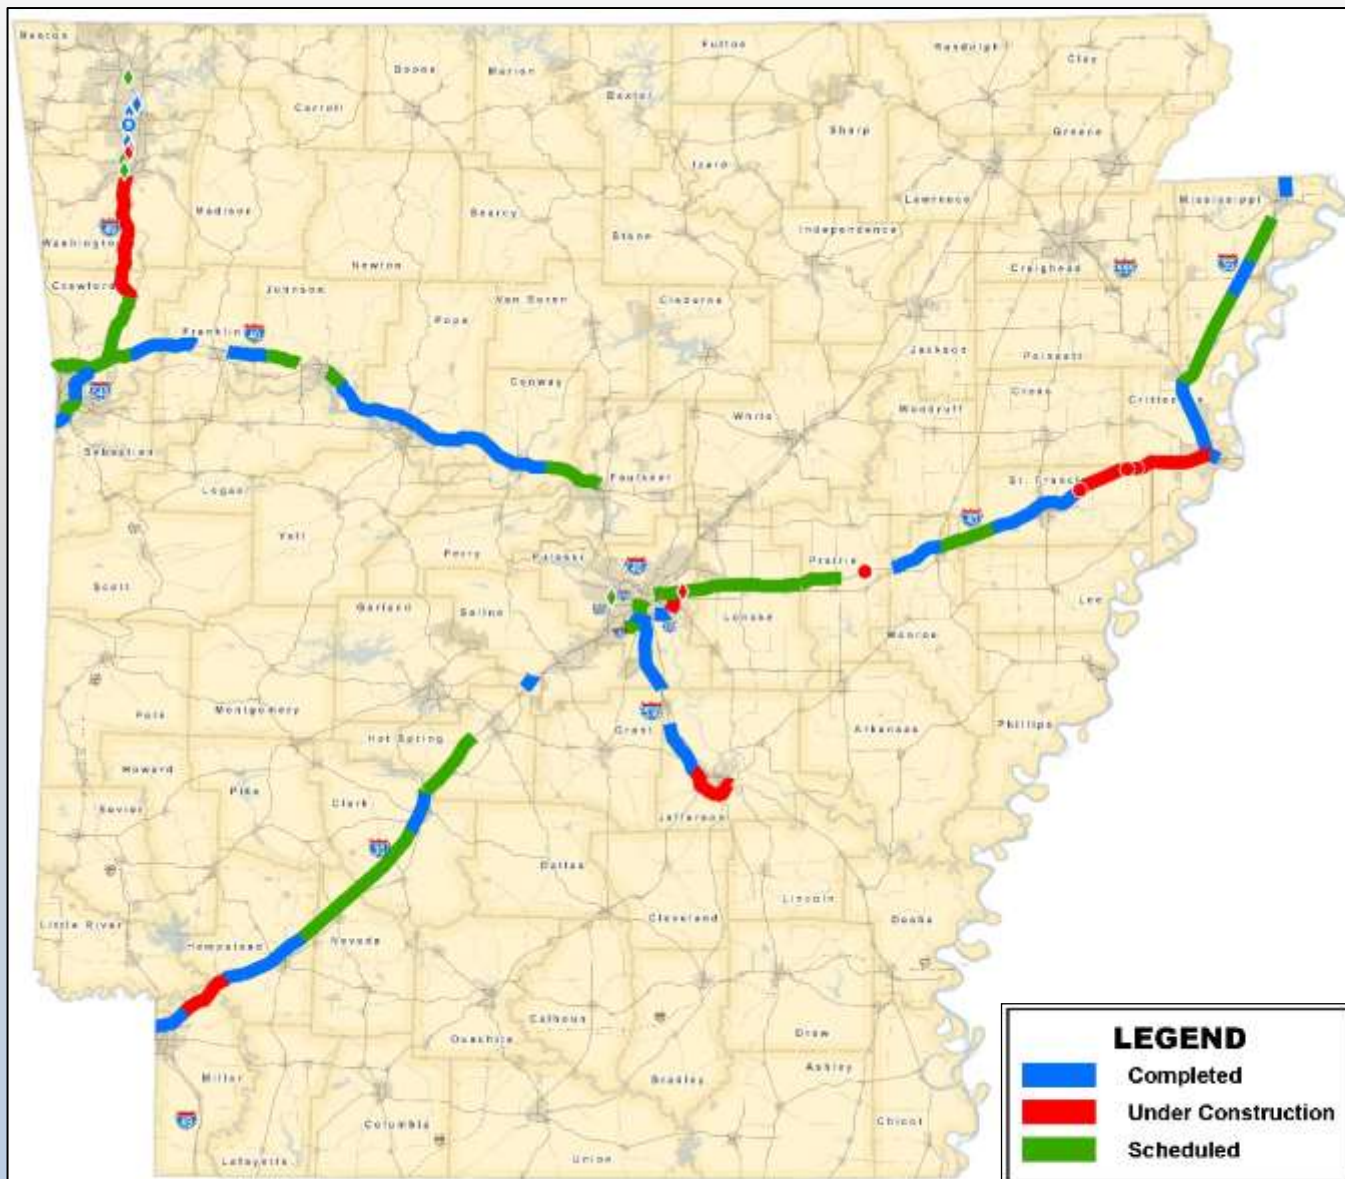 Benton
Carroll
Boone
Marion
Baxter
Fulton
Randolph
Clay
Sharp
Greene
Izard
Lawrence
Mississippi
Washington
Madison
Searcy
Stone
Independence
Craighead
Crawford
Newton
Johnson
Van Buren
Cleburne
Franklin
Pope
Jackson
Poinsett
Conway
Cross
Crittenden
White
Woodruff
Sebastian
Logan
Faulkner
St. Francis
Yell
Perry
Pulaski
Prairie
Scott
Garland
Saline
Lonoke
Lee
Monroe
Polk
Montgomery
Hot Spring
Grant
Arkansas
Phillips
Howard
Sevier
Pike
Clark
Jefferson
Dallas
Lincoln
Little River
Hempstead
Nevada
Cleveland
Desha
Calhoun
Ouachita
Drew
Miller
Bradley
Ashley
Columbia
Chicot
Lafayette
Union
LEGEND
Completed
Under Construction
Scheduled